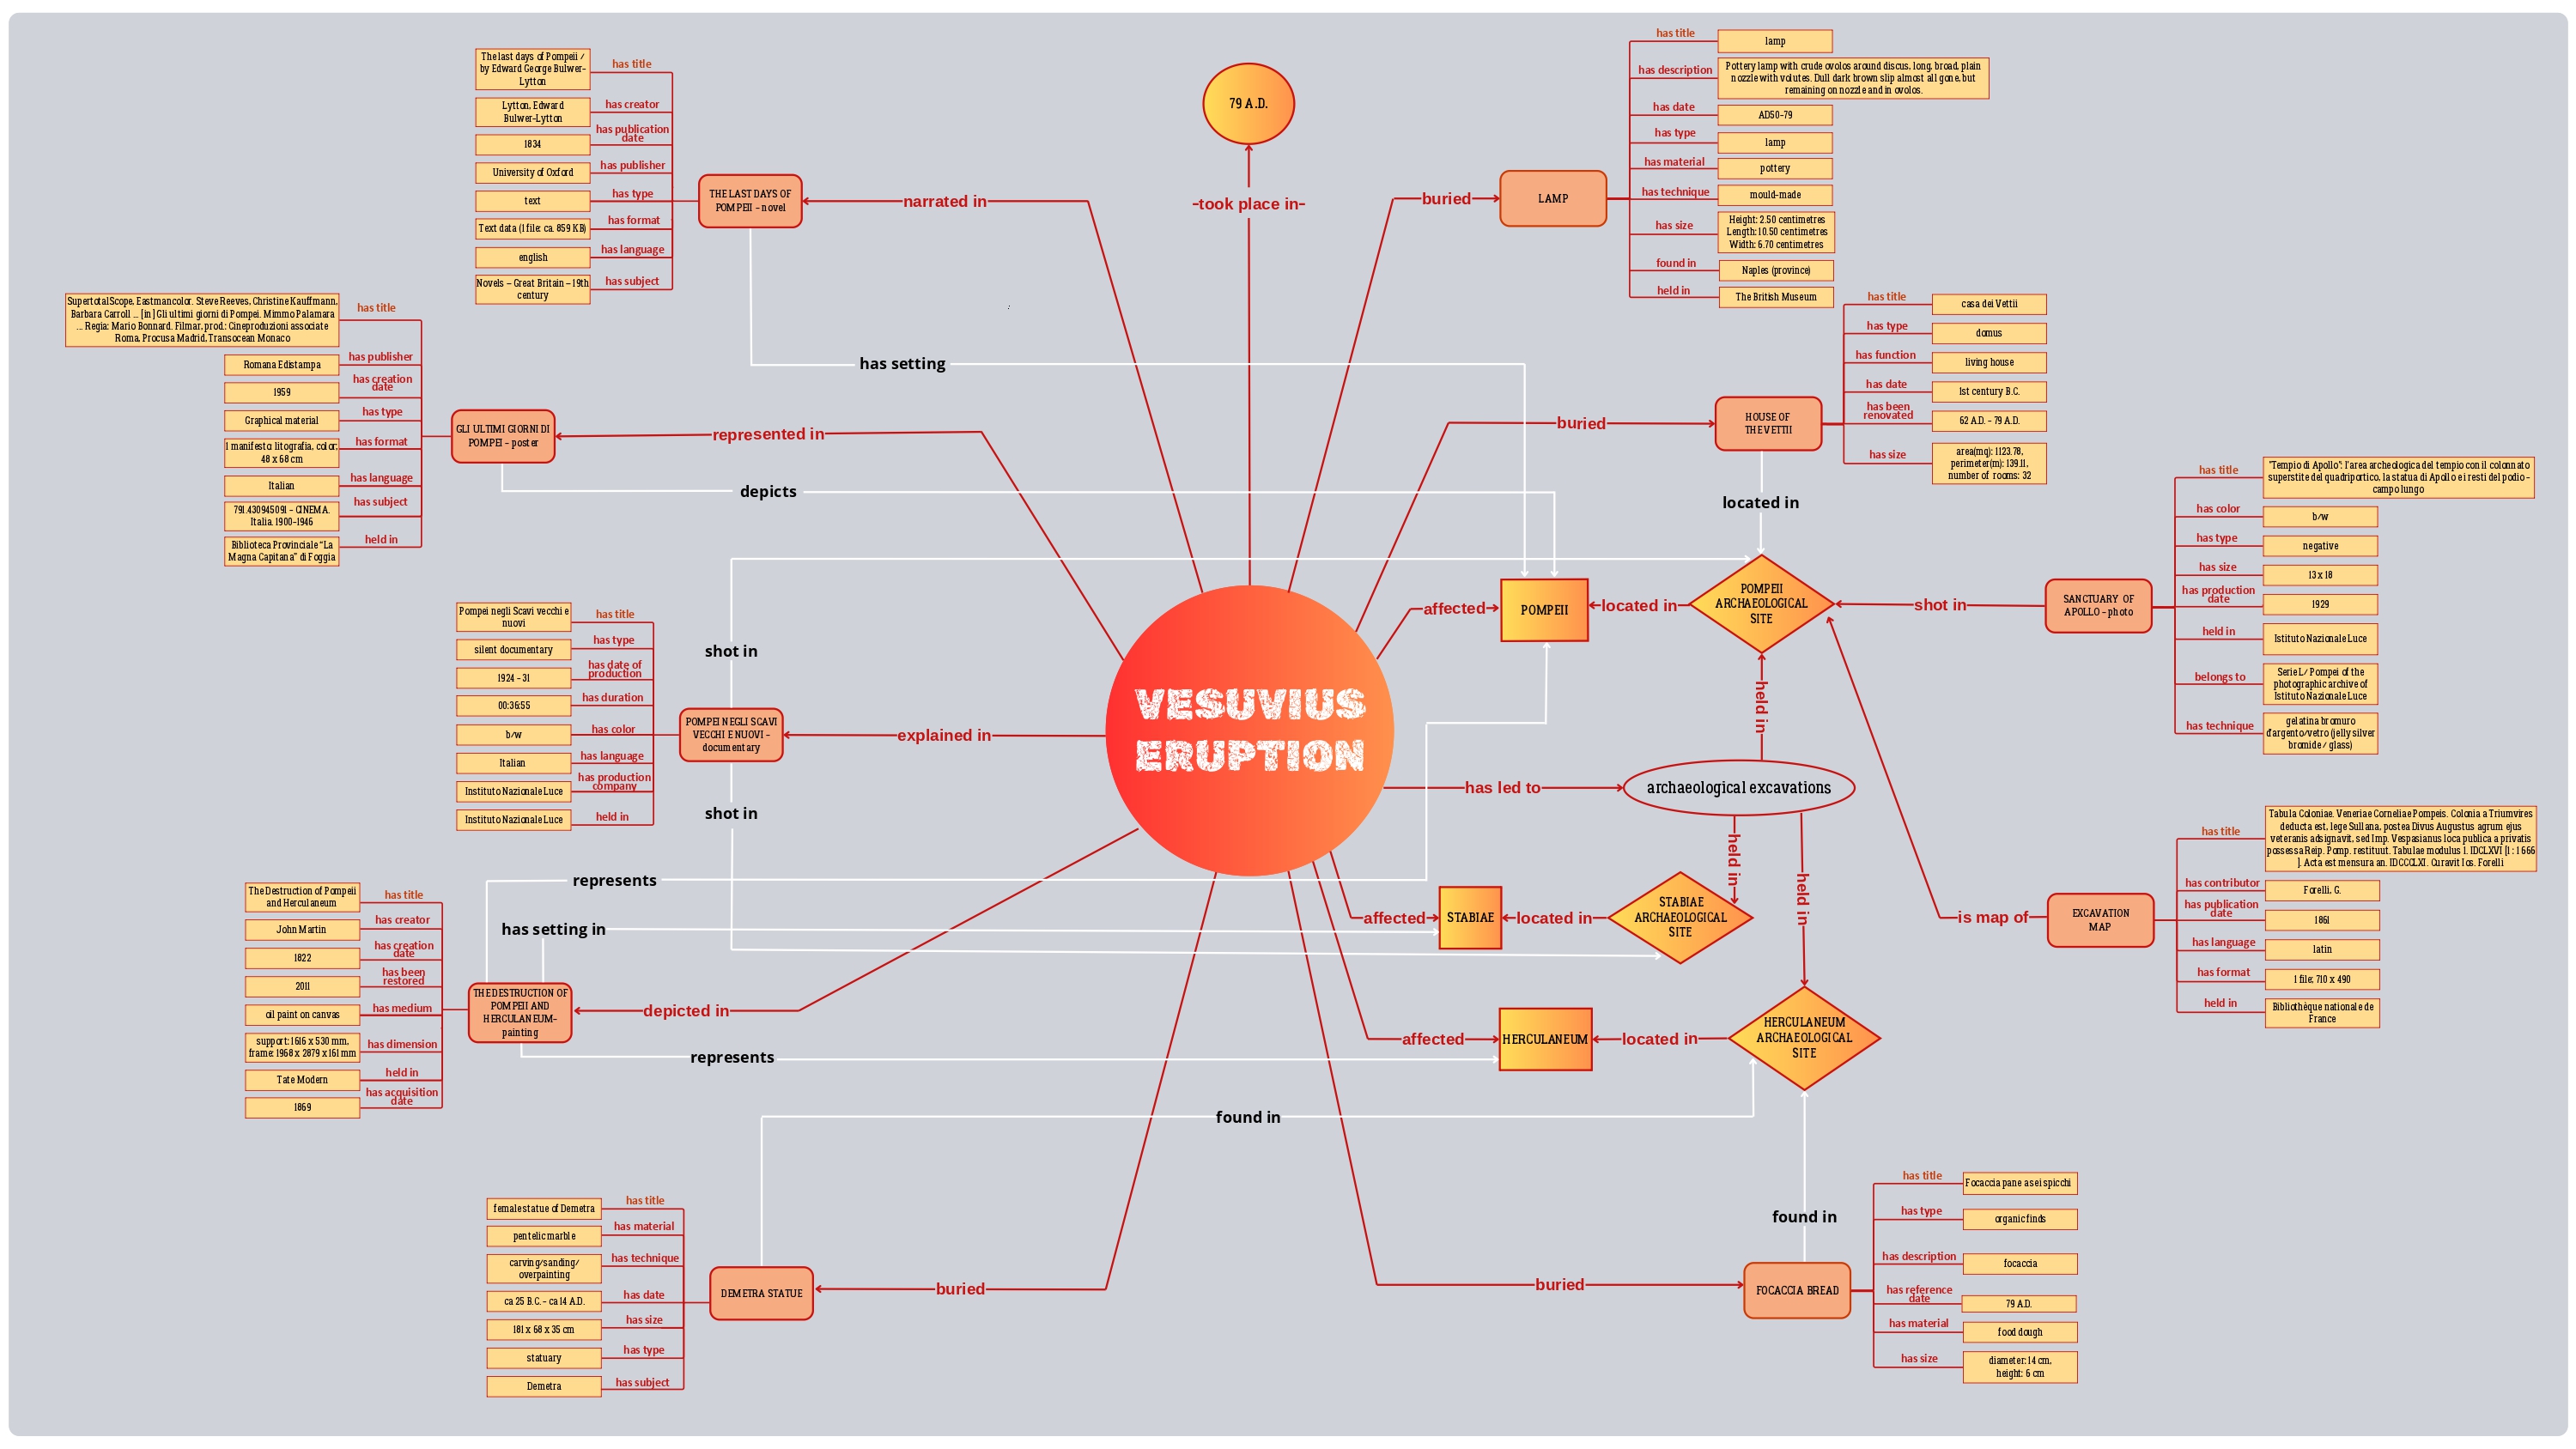 79 A.D.
-took place in-
The last days of Pompeii /
by Edward George Bulwer-
Lytton
has title
Lytton, Edward
Bulwer-Lytton
has creator
1834
has publication
date
University of Oxford
has publisher
text
has type
Text data (1 file: ca. 859 KB)
has format
english
has language
Novels – Great Britain – 19th
century
has subject
THE LAST DAYS OF
POMPEII - novel
narrated in
has setting
SupertotalScope, Eastmancolor. Steve Reeves, Christine Kauffmann,
Barbara Carroll ... [in] Gli ultimi giorni di Pompei. Mimmo Palamara
... Regia: Mario Bonnard. Filmar, prod.: Cineproduzioni associate
Roma, Procusa Madrid, Transocean Monaco
has title
Romana Edistampa
has publisher
1959
has creation
date
Graphical material
has type
1 manifesto: litografia, color;
48 x 68 cm
has format
Italian
has language
791.430945091 - CINEMA.
Italia. 1900-1946
has subject
Biblioteca Provinciale "La
Magna Capitana" di Foggia
held in
GLI ULTIMI GIORNI DI
POMPEI - poster
represented in
depicts
Pompei negli Scavi vecchi e
nuovi
has title
silent documentary
has type
1924 - 31
has date of
production
00:36:55
has duration
b/w
has color
Italian
has language
Instituto Nazionale Luce
has production
company
Instituto Nazionale Luce
held in
POMPEI NEGLI SCAVI
VECCHI E NUOVI -
documentary
explained in
shot in
shot in
The Destruction of Pompeii
and Herculaneum
has title
John Martin
has creator
1822
has creation
date
2011
has been
restored
oil paint on canvas
has medium
support: 1616 x 530 mm,
frame: 1968 x 2879 x 161 mm
has dimension
Tate Modern
held in
1869
has acquisition
date
THE DESTRUCTION OF
POMPEII AND
HERCULANEUM-
painting
depicted in
represents
has setting in
represents
female statue of Demetra
has title
pentelic marble
has material
carving/sanding/
overpainting
has technique
ca 25 B.C. - ca 14 A.D.
has date
181 x 68 x 35 cm
has size
statuary
has type
Demetra
has subject
DEMETRA STATUE
buried
found in
VESUVIUS
ERUPTION
has title
lamp
has description
Pottery lamp with crude ovolos around discus, long, broad, plain
nozzle with volutes. Dull dark brown slip almost all gone, but
remaining on nozzle and in ovolos.
has date
AD50-79
has type
lamp
has material
pottery
has technique
mould-made
has size
Height: 2.50 centimetres
Length: 10.50 centimetres
Width: 6.70 centimetres
found in
Naples (province)
held in
The British Museum
LAMP
buried
has title
casa dei Vettii
has type
domus
has function
living house
has date
1st century B.C.
has been
renovated
62 A.D. - 79 A.D.
has size
area(mq): 1123.78,
perimeter(m): 139.11,
number of rooms: 32
HOUSE OF
THE VETTII
buried
located in
affected
POMPEII
located in
POMPEII
ARCHAEOLOGICAL
SITE
shot in
SANCTUARY OF
APOLLO - photo
has title
"Tempio di Apollo": l'area archeologica del tempio con il colonnato
superstite del quadriportico, la statua di Apollo e i resti del podio -
campo lungo
has color
b/w
has type
negative
has size
13 x 18
has production
date
1929
held in
Istituto Nazionale Luce
belongs to
Serie L/ Pompei of the
photographic archive of
Istituto Nazionale Luce
has technique
gelatina bromuro
d'argento/vetro (jelly silver
bromide / glass)
has led to
archaeological excavations
held in
held in
held in
affected
STABIAE
located in
STABIAE
ARCHAEOLOGICAL
SITE
affected
HERCULANEUM
located in
HERCULANEUM
ARCHAEOLOGICAL
SITE
is map of
EXCAVATION
MAP
has title
Tabula Coloniae. Veneriae Corneliae Pompeis. Colonia a Triumvires
deducta est, lege Sullana, postea Divus Augustus agrum ejus
veteranis adsignavit, sed Imp. Vespasianus loca publica a privatis
possessa Reip. Pomp. restituut. Tabulae modulus 1. IDCLXVI [1 : 1 666
]. Acta est mensura an. IDCCCLXI. Curavit Ios. Forelli
has contributor
Forelli, G.
has publication
date
1861
has language
latin
has format
1 file; 710 x 490
held in
Bibliothèque nationale de
France
found in
FOCACCIA BREAD
buried
has title
Focaccia pane a sei spicchi
has type
organic finds
has description
focaccia
has reference
date
79 A.D.
has material
food dough
has size
diameter: 14 cm,
height: 6 cm